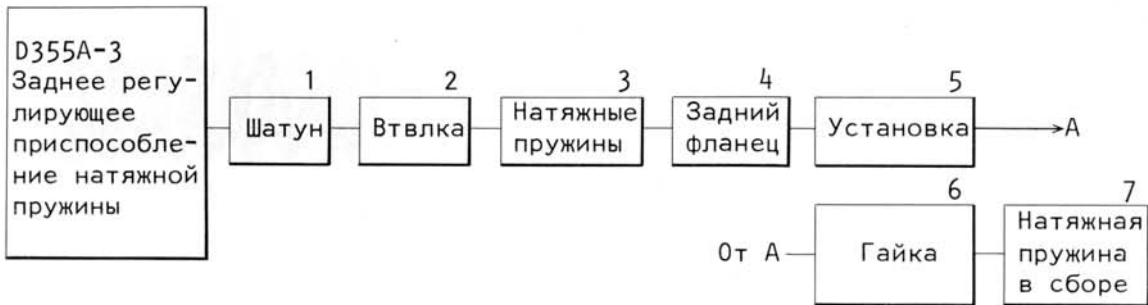 D355A-3
Заднее регу-
лирующее
приспособле-
ние натяжной
пружины
1
Шатун
2
Втвлка
3
Натяжные
пружины
4
Задний
фланец
5
Установка
А
От А
6
Гайка
7
Натяжная
пружина
в сборе